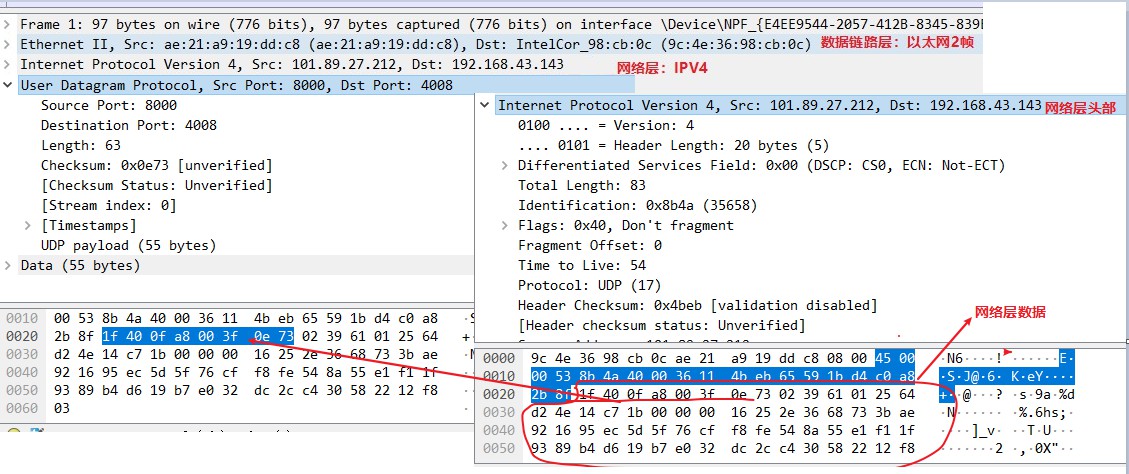 Frame 1: 97 bytes on wire (776 bits), 97 bytes captured (776 bits) on interface \Device\NPF_{E4EE9544-2057-412B-8345-839
Ethernet II, Src: ae:21:a9:19:dd:c8 (ae:21:a9:19:dd:c8), Dst: IntelCor_98:cb:0c (9c:4e:36:98:cb:0c) 数据链路层：以太网2帧
Internet Protocol Version 4, Src: 101.89.27.212, Dst: 192.168.43.143 网络层：IPV4
User Datagram Protocol, Src Port: 8000, Dst Port: 4008
Source Port: 8000
Destination Port: 4008
Length: 63
Checksum: 0x0e73 [unverified]
[Checksum Status: Unverified]
[Stream index: 0]
[Timestamps]
UDP payload (55 bytes)
Data (55 bytes)
0010 00 53 8b 4a 40 00 36 11 4b eb 65 59 1b d4 c0 a8 ·S
0020 2b 8f 1f 40 0f a8 00 3f 0e 73 02 39 61 01 25 64
0030 d2 4e 14 c7 1b 00 00 00 16 25 2e 36 68 73 3b ae ·N
0040 92 16 95 ec 5d 5f 76 cf f8 fe 54 8a 55 e1 f1 1f
0050 93 89 b4 d6 19 b7 e0 32 dc 2c c4 30 58 22 12 f8
0060 03
Internet Protocol Version 4, Src: 101.89.27.212, Dst: 192.168.43.143 网络层头部
0100 .... = Version: 4
.... 0101 = Header Length: 20 bytes (5)
Differentiated Services Field: 0x00 (DSCP: CS0, ECN: Not-ECT)
Total Length: 83
Identification: 0x8b4a (35658)
Flags: 0x40, Don't fragment
Fragment Offset: 0
Time to Live: 54
Protocol: UDP (17)
Header Checksum: 0x4beb [validation disabled]
[Header checksum status: Unverified]
网络层数据
0000 9c 4e 36 98 cb 0c ae 21 a9 19 dd c8 08 00 45 00 ·N6····! ······E·
0010 00 53 8b 4a 40 00 36 11 4b eb 65 59 1b d4 c0 a8 ·S·J@·6· K·eY····
0020 2b 8f 1f 40 0f a8 00 3f 0e 73 02 39 61 01 25 64 +··@···? ·s·9a·%d
0030 d2 4e 14 c7 1b 00 00 00 16 25 2e 36 68 73 3b ae ·N······ ·%.6hs;·
0040 92 16 95 ec 5d 5f 76 cf f8 fe 54 8a 55 e1 f1 1f ····]_v· ··T·U···
0050 93 89 b4 d6 19 b7 e0 32 dc 2c c4 30 58 22 12 f8 ·······2 ·,·0X"··